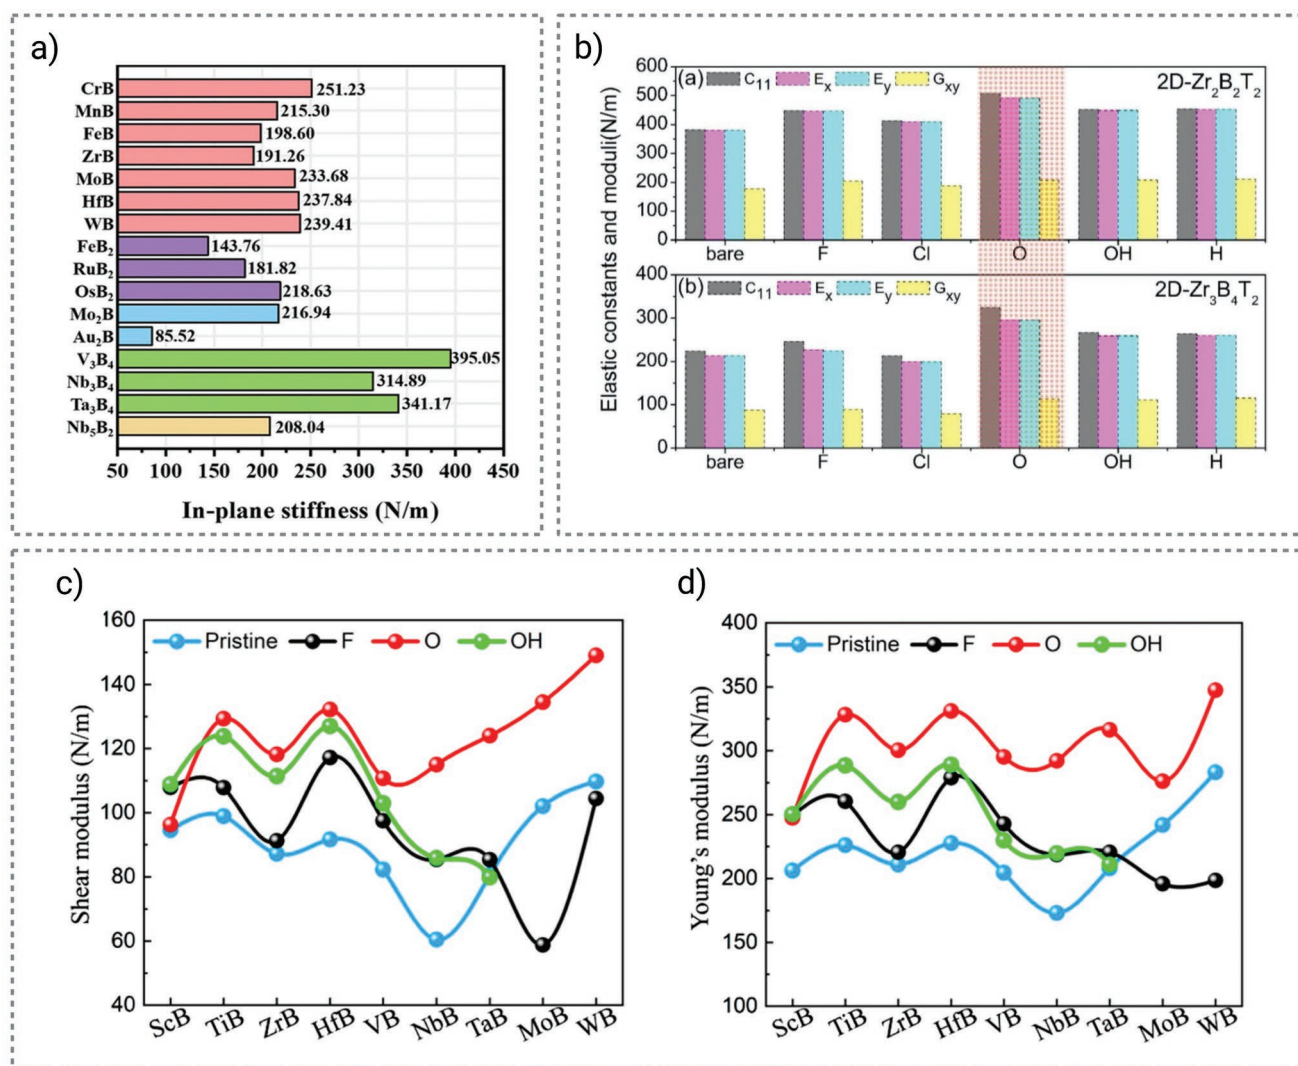 a)
CrB 251.23
MnB 215.30
FeB 198.60
ZrB 191.26
MoB 233.68
HfB 237.84
WB 239.41
FeB₂ 143.76
RuB₂ 181.82
OsB₂ 218.63
Mo₂B 216.94
Au₂B 85.52
V₃B₄ 395.05
Nb₃B₄ 314.89
Ta₃B₄ 341.17
Nb₅B₂ 208.04
50 100 150 200 250 300 350 400 450
In-plane stiffness (N/m)
b)
Elastic constants and moduli(N/m)
(a) C₁₁ Eₓ E_y G_xy 2D-Zr₂B₂T₂
600
500
400
300
200
100
0
bare F Cl O OH H
(b) C₁₁ Eₓ E_y G_xy 2D-Zr₃B₄T₂
400
300
200
100
0
bare F Cl O OH H
c)
Shear modulus (N/m)
Pristine F O OH
160
140
120
100
80
60
40
ScB TiB ZrB HfB VB NbB TaB MoB WB
d)
Young's modulus (N/m)
Pristine F O OH
400
350
300
250
200
150
100
ScB TiB ZrB HfB VB NbB TaB MoB WB